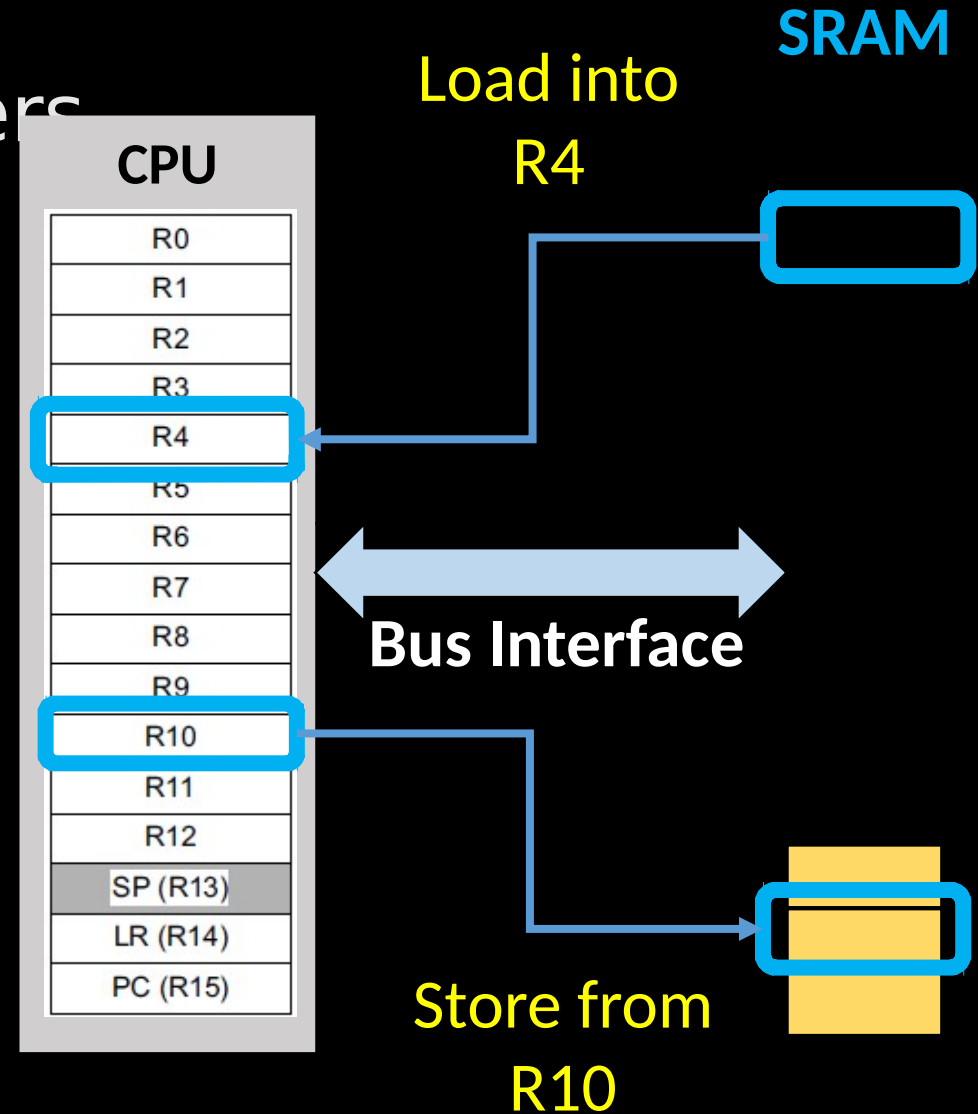 SRAM
Load into
R4
CPU
R0
R1
R2
R3
R4
R5
R6
R7
R8
R9
R10
R11
R12
SP (R13)
LR (R14)
PC (R15)
Bus Interface
Store from
R10